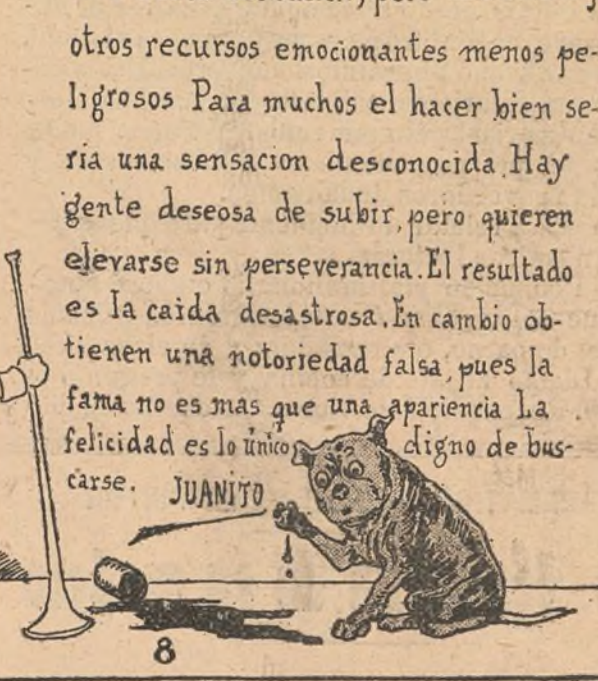 otros recursos emocionantes menos pe-
ligrosos Para muchos el hacer bien se-
ria una sensacion desconocida. Hay
gente deseosa de subir, pero quieren
elevarse sin perseverancia. El resultado
es la caida desastrosa. En cambio ob-
tienen una notoriedad falsa, pues la
fama no es mas que una apariencia La
felicidad es lo único digno de bus-
carse.
JUANITO
8